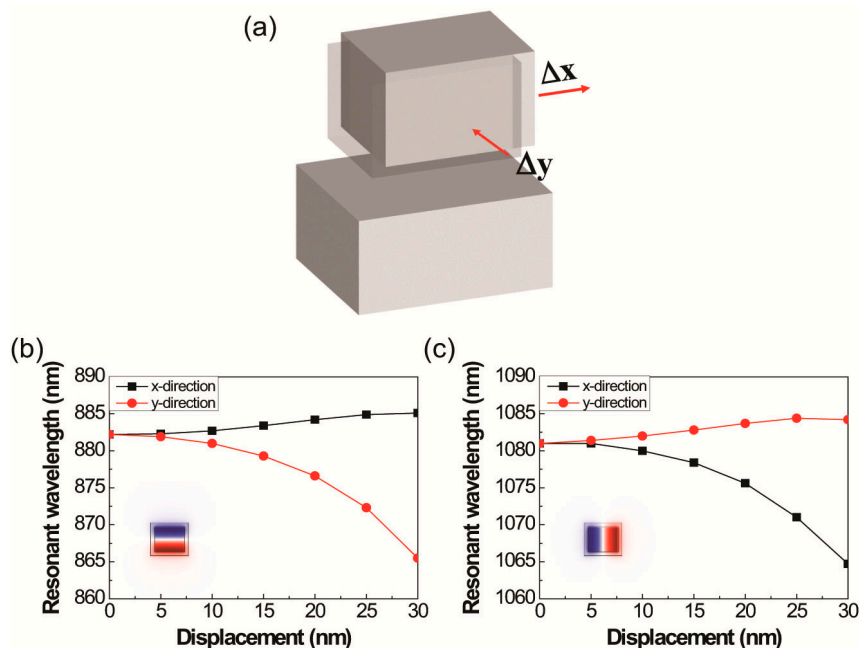 (a)
Δx
Δy
(b)
890
885
880
875
870
865
860
0 5 10 15 20 25 30
Resonant wavelength (nm)
Displacement (nm)
x-direction
y-direction
(c)
1090
1085
1080
1075
1070
1065
1060
0 5 10 15 20 25 30
Resonant wavelength (nm)
Displacement (nm)
x-direction
y-direction